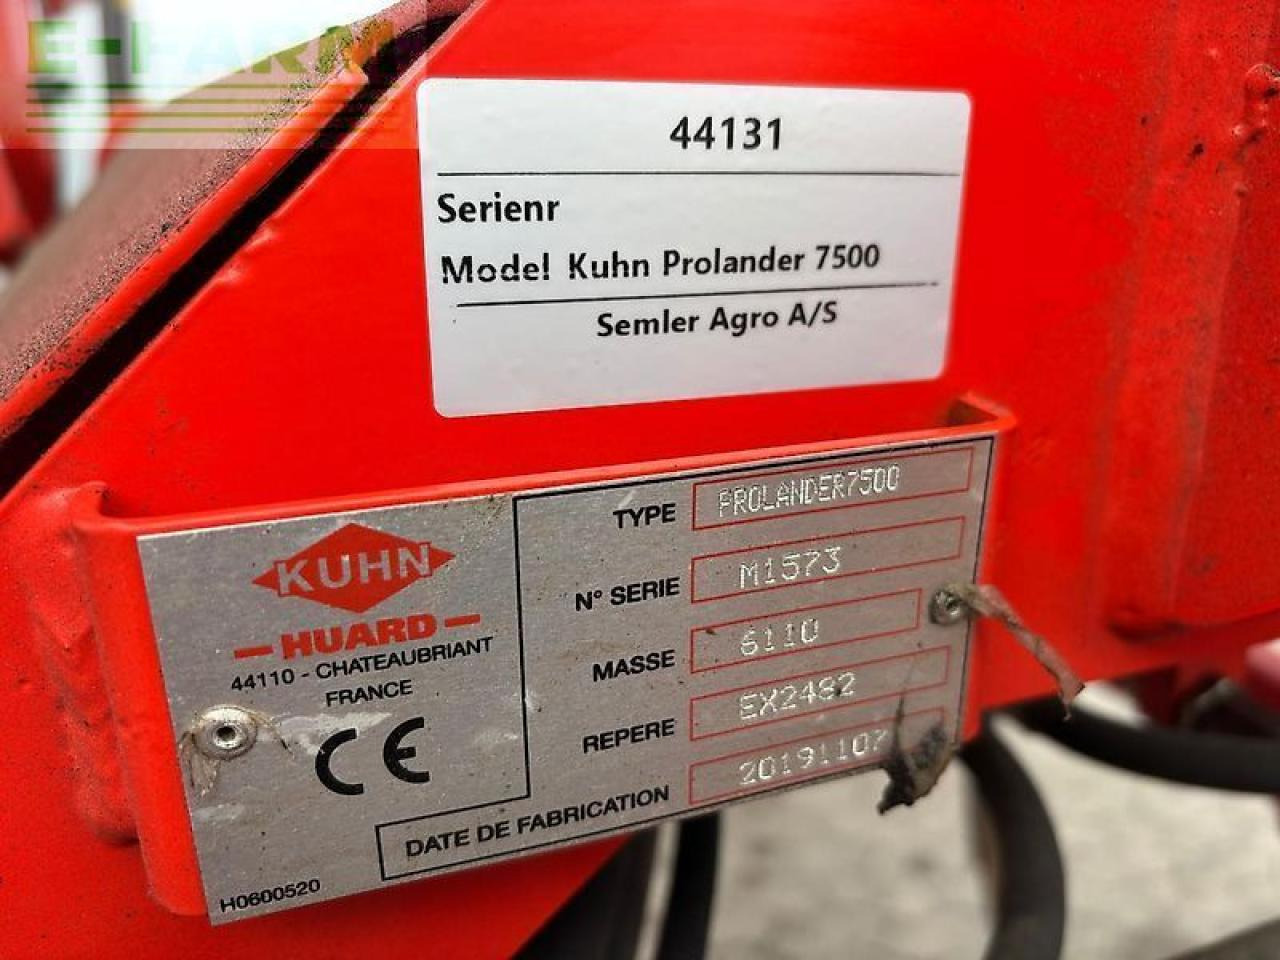 E-FARM
44131
Serienr
Model Kuhn Prolander 7500
Semler Agro A/S
KUHN
HUARD
44110 - CHATEAUBRIANT
FRANCE
CE
TYPE PROLANDER7500
N° SERIE M1573
MASSE 6110
REPERE EX2482
DATE DE FABRICATION 20191107
H0600520